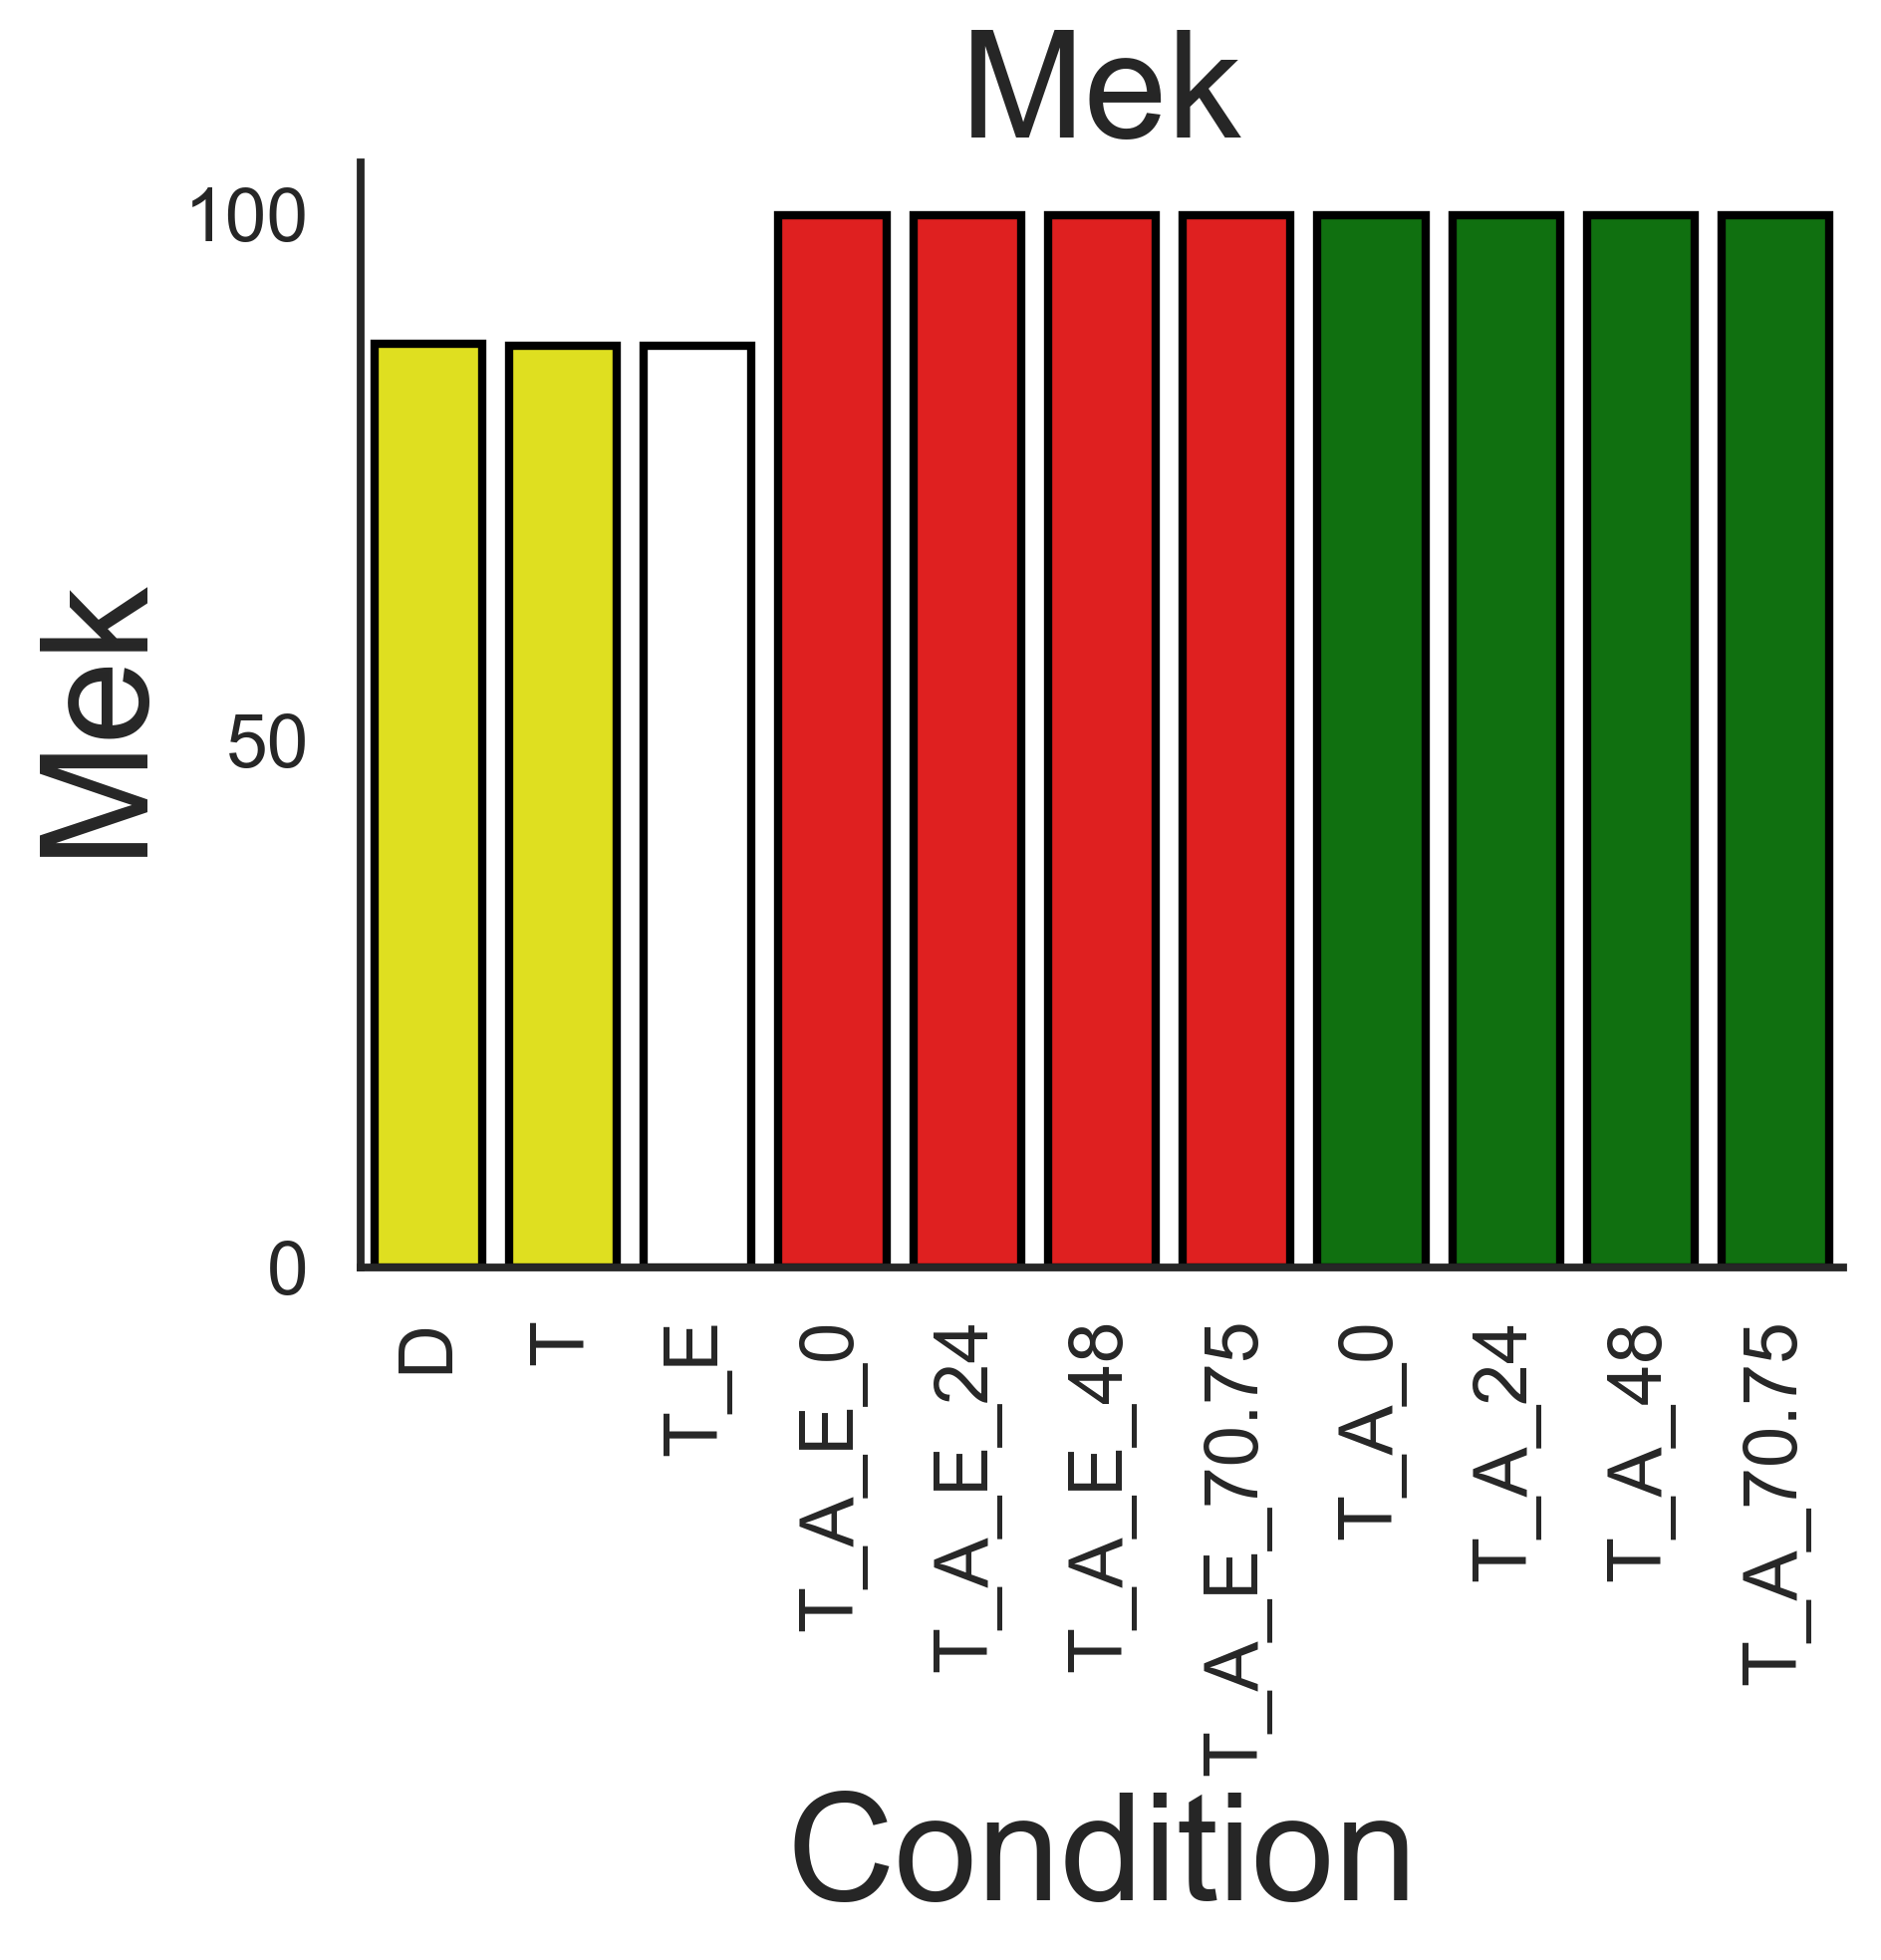 Mek
100
50
0
Mek
D
T
T_E
T_A_E_0
T_A_E_24
T_A_E_48
T_A_E_70.75
T_A_0
T_A_24
T_A_48
T_A_70.75
Condition